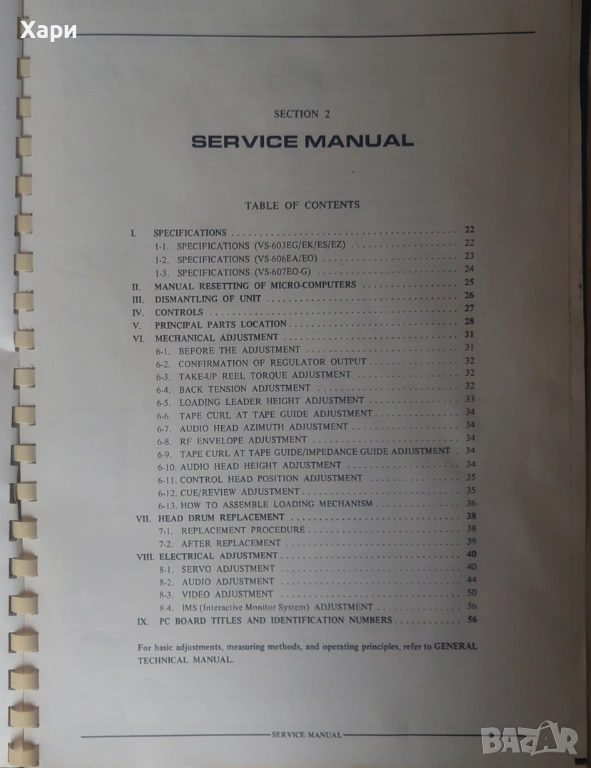 Хари
SECTION 2
SERVICE MANUAL
TABLE OF CONTENTS
I. SPECIFICATIONS 22
1-1. SPECIFICATIONS (VS-603EG/EK/ES/EZ) 22
1-2. SPECIFICATIONS (VS-606EA/EO) 23
1-3. SPECIFICATIONS (VS-607EO-G) 24
II. MANUAL RESETTING OF MICRO-COMPUTERS 25
III. DISMANTLING OF UNIT 26
IV. CONTROLS 27
V. PRINCIPAL PARTS LOCATION 28
VI. MECHANICAL ADJUSTMENT 31
6-1. BEFORE THE ADJUSTMENT 31
6-2. CONFIRMATION OF REGULATOR OUTPUT 32
6-3. TAKE-UP REEL TORQUE ADJUSTMENT 32
6-4. BACK TENSION ADJUSTMENT 32
6-5. LOADING LEADER HEIGHT ADJUSTMENT 33
6-6. TAPE CURL AT TAPE GUIDE ADJUSTMENT 34
6-7. AUDIO HEAD AZIMUTH ADJUSTMENT 34
6-8. RF ENVELOPE ADJUSTMENT 34
6-9. TAPE CURL AT TAPE GUIDE/IMPEDANCE GUIDE ADJUSTMENT . 34
6-10. AUDIO HEAD HEIGHT ADJUSTMENT 34
6-11. CONTROL HEAD POSITION ADJUSTMENT 35
6-12. CUE/REVIEW ADJUSTMENT 35
6-13. HOW TO ASSEMBLE LOADING MECHANISM 36
VII. HEAD DRUM REPLACEMENT 38
7-1. REPLACEMENT PROCEDURE 38
7-2. AFTER REPLACEMENT 39
VIII. ELECTRICAL ADJUSTMENT 40
8-1. SERVO ADJUSTMENT 40
8-2. AUDIO ADJUSTMENT 44
8-3. VIDEO ADJUSTMENT 50
8-4. IMS (Interactive Monitor System) ADJUSTMENT 56
IX. PC BOARD TITLES AND IDENTIFICATION NUMBERS 56
For basic adjustments, measuring methods, and operating principles, refer to GENERAL
TECHNICAL MANUAL.
SERVICE MANUAL
BAZAR